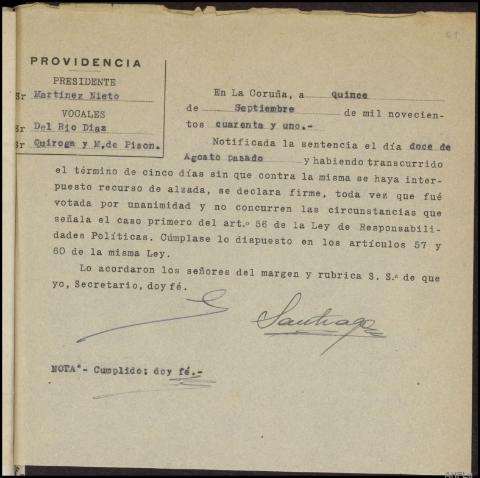 61
PROVIDENCIA
PRESIDENTE
Sr Martinez Nieto
VOCALES
Sr Del Rio Diaz
Sr Quiroga y M. de Pison.
En La Coruña, a quince
de Septiembre de mil novecien-
tos cuarenta y uno.-
Notificada la sentencia el día doce de
Agosto pasado y habiendo transcurrido
el término de cinco días sin que contra la misma se haya inter-
puesto recurso de alzada, se declara firme, toda vez que fué
votada por unanimidad y no concurren las circunstancias que
señala el caso primero del art.º 56 de la Ley de Responsabili-
dades Políticas. Cúmplase lo dispuesto en los artículos 57 y
60 de la misma Ley.
Lo acordaron los señores del margen y rubrica S. S.ª de que
yo, Secretario, doy fé.
Santiago
NOTAª- Cumplido; doy fé.-